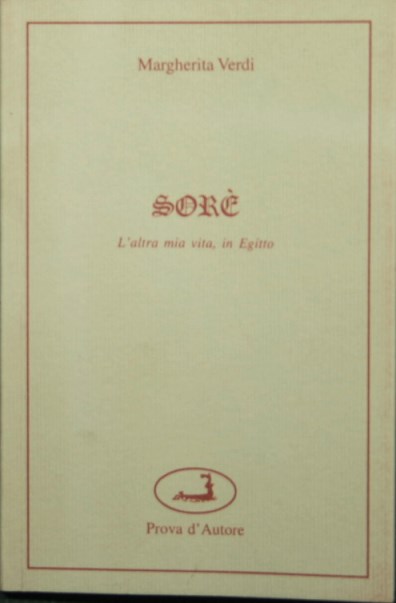 Margherita Verdi
SORÈ
L'altra mia vita, in Egitto
Prova d'Autore